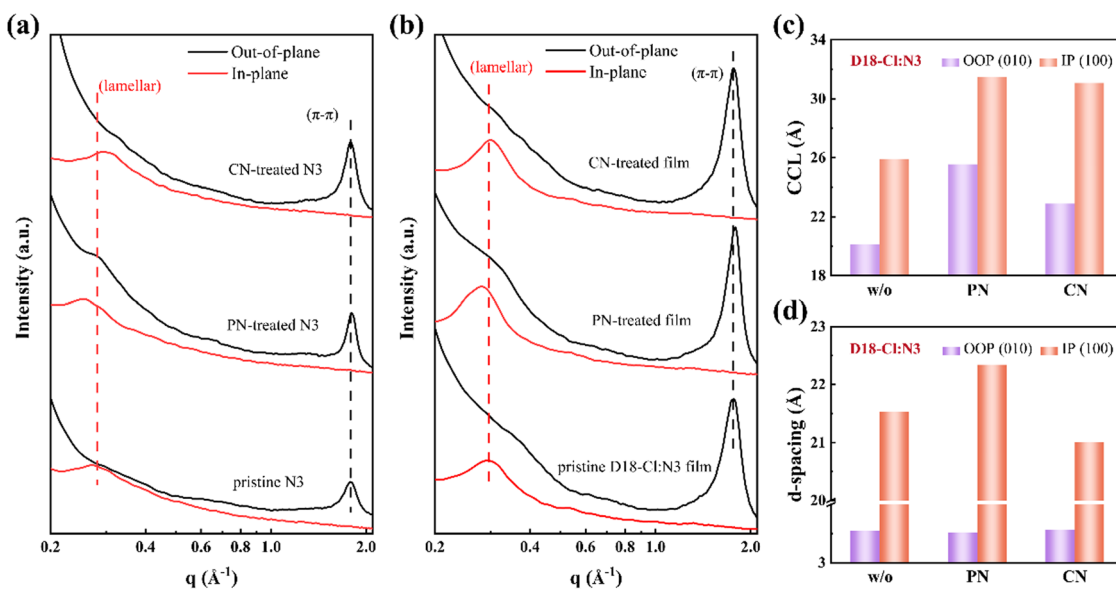 (a)
Out-of-plane
In-plane
(lamellar)
(π-π)
CN-treated N3
PN-treated N3
pristine N3
Intensity (a.u.)
0.2 0.4 0.6 1.0 2.0
q (Å⁻¹)
(b)
Out-of-plane
In-plane
(lamellar)
(π-π)
CN-treated film
PN-treated film
pristine D18-Cl:N3 film
Intensity (a.u.)
0.2 0.4 0.6 1.0 2.0
q (Å⁻¹)
(c)
34
D18-Cl:N3 OOP (010) IP (100)
30
26
22
18
CCL (Å)
w/o PN CN
(d)
23
D18-Cl:N3 OOP (010) IP (100)
22
21
20
3
d-spacing (Å)
w/o PN CN